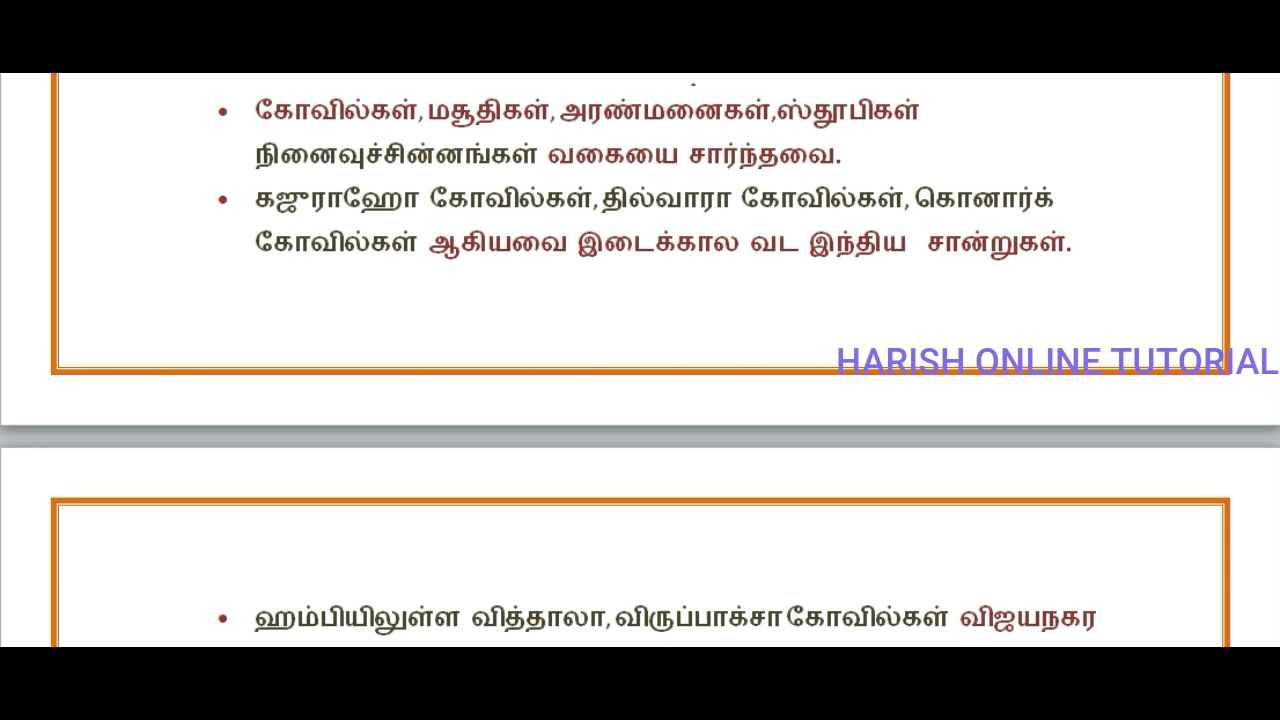 கோவில்கள்,மசூதிகள்,அரண்மனைகள்,ஸ்தூபிகள்
நினைவுச்சின்னங்கள் வகையை சார்ந்தவை.
கஜுராஹோ கோவில்கள்,தில்வாரா கோவில்கள்,கொனார்க்
கோவில்கள் ஆகியவை இடைக்கால வட இந்திய சான்றுகள்.
HARISH ONLINE TUTORIAL
ஹம்பியிலுள்ள வித்தாலா,விருப்பாக்சா கோவில்கள் விஜயநகர